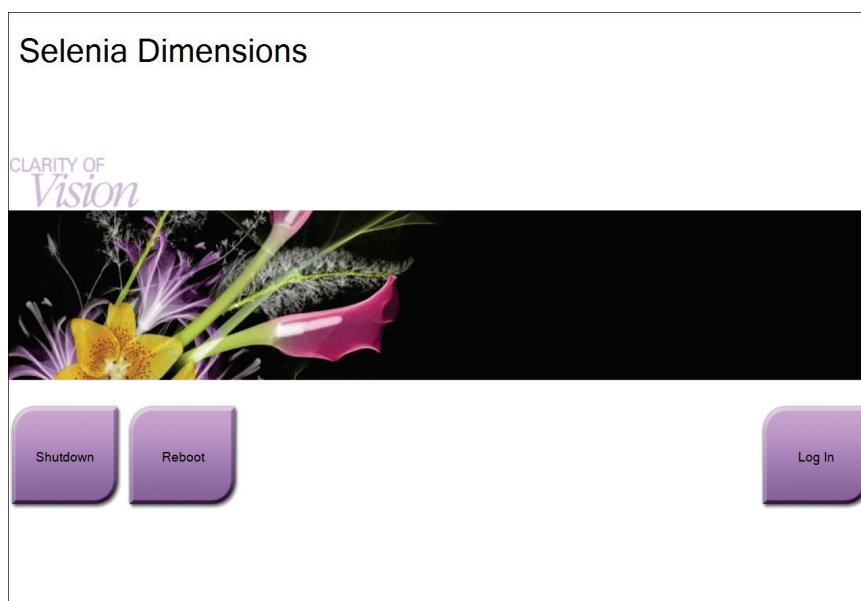 Selenia Dimensions
CLARITY OF
Vision
Shutdown
Reboot
Log In